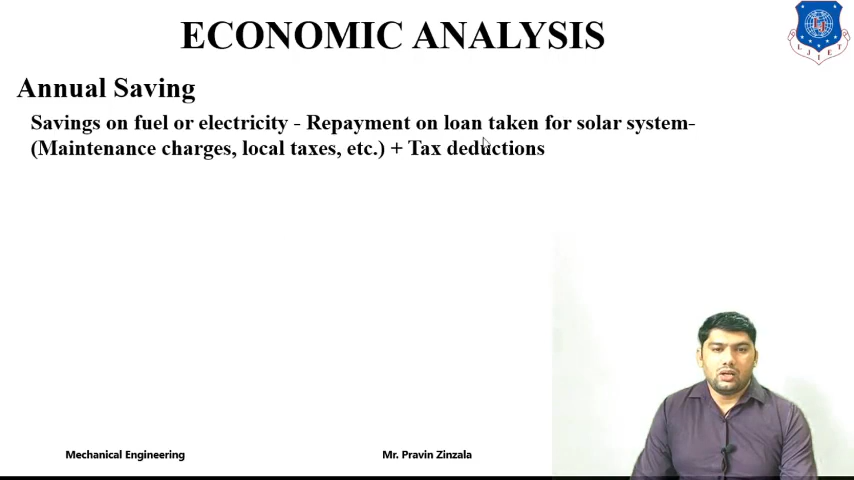 ECONOMIC ANALYSIS
LJIET
Annual Saving
Savings on fuel or electricity - Repayment on loan taken for solar system-
(Maintenance charges, local taxes, etc.) + Tax deductions
Mechanical Engineering
Mr. Pravin Zinzala